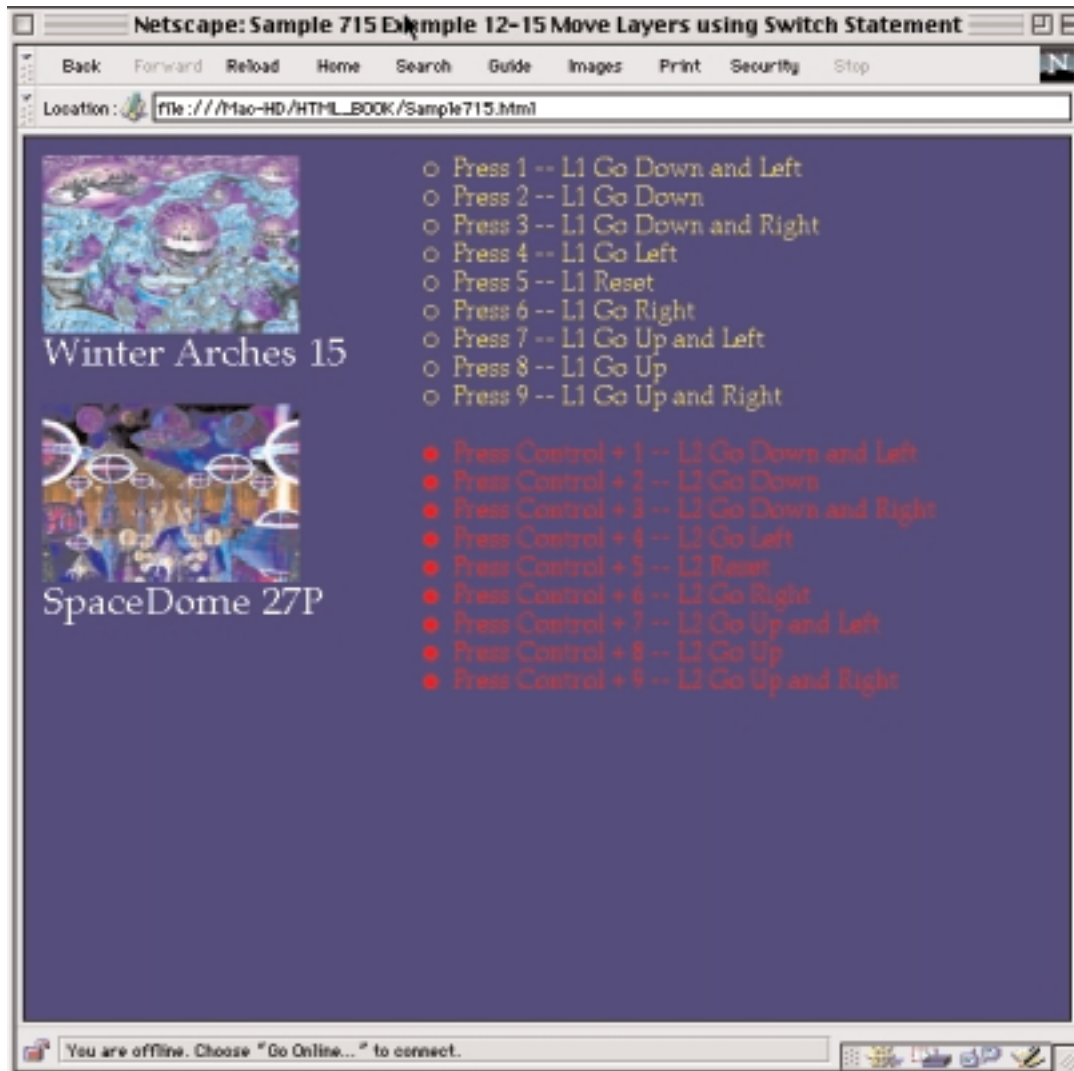 Netscape: Sample 715 Example 12-15 Move Layers using Switch Statement
Back Forward Reload Home Search Guide Images Print Security Stop
N
Location: file:///Mac-HD/HTML_BOOK/Sample715.html
Winter Arches 15
SpaceDome 27P
Press 1 -- L1 Go Down and Left
Press 2 -- L1 Go Down
Press 3 -- L1 Go Down and Right
Press 4 -- L1 Go Left
Press 5 -- L1 Reset
Press 6 -- L1 Go Right
Press 7 -- L1 Go Up and Left
Press 8 -- L1 Go Up
Press 9 -- L1 Go Up and Right
Press Control + 1 -- L2 Go Down and Left
Press Control + 2 -- L2 Go Down
Press Control + 3 -- L2 Go Down and Right
Press Control + 4 -- L2 Go Left
Press Control + 5 -- L2 Reset
Press Control + 6 -- L2 Go Right
Press Control + 7 -- L2 Go Up and Left
Press Control + 8 -- L2 Go Up
Press Control + 9 -- L2 Go Up and Right
You are offline. Choose "Go Online..." to connect.